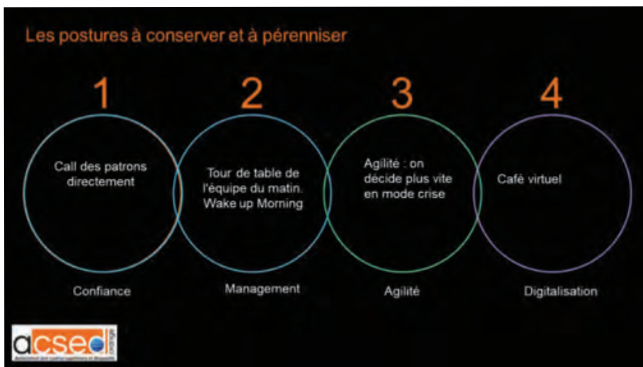 Les postures à conserver et à pérenniser
1
2
3
4
Call des patrons
directement
Tour de table de
l'équipe du matin.
Wake up Morning
Agilité : on
décide plus vite
en mode crise
Café virtuel
Confiance
Management
Agilité
Digitalisation
acsed